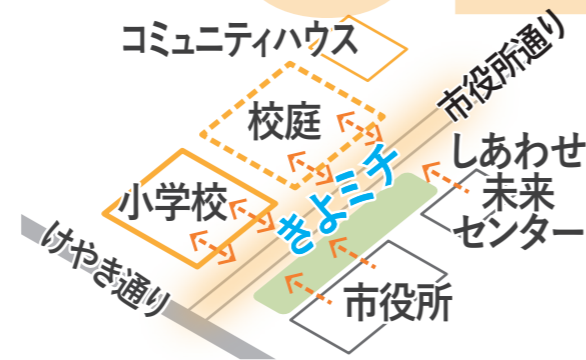 コミュニティハウス
市役所通り
校庭
しあわせ
未来
センター
小学校
きよミチ
けやき通り
市役所